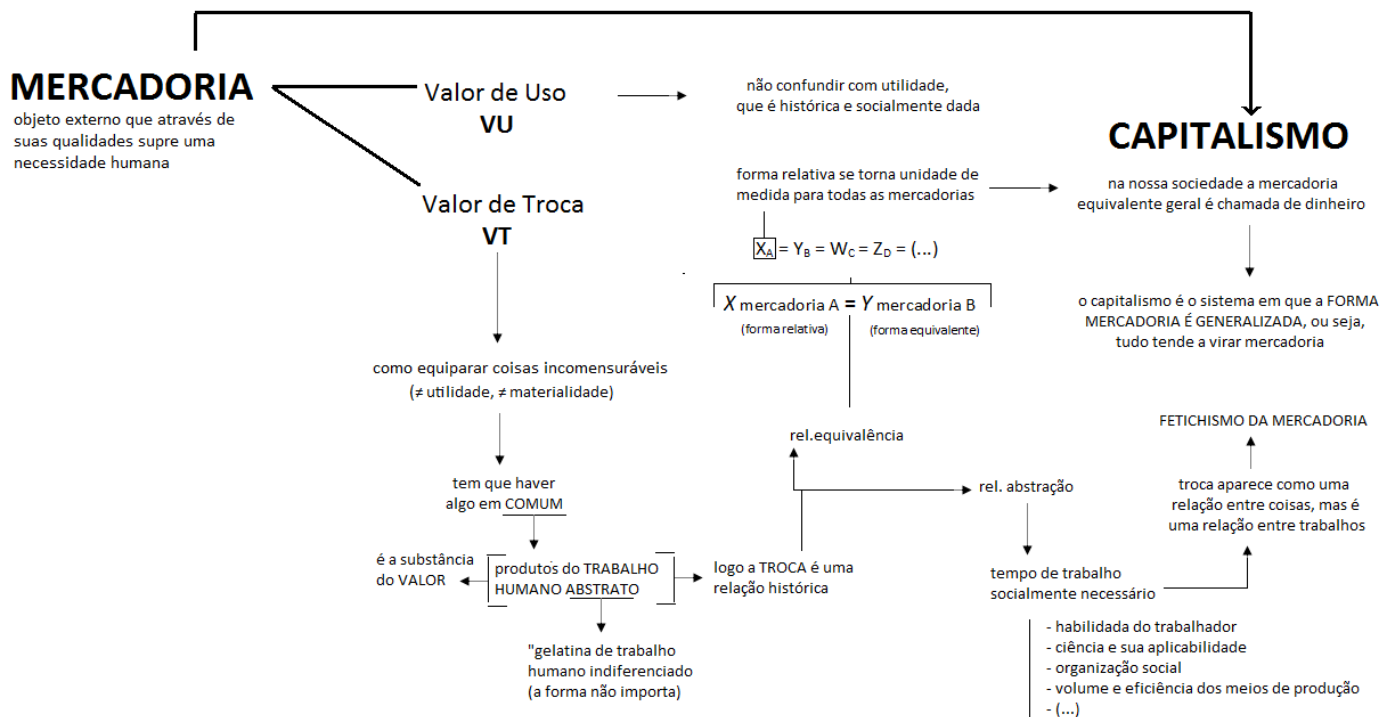 MERCADORIA
objeto externo que através de
suas qualidades supre uma
necessidade humana
Valor de Uso
VU
não confundir com utilidade,
que é histórica e socialmente dada
Valor de Troca
VT
forma relativa se torna unidade de
medida para todas as mercadorias
X_A = Y_B = W_C = Z_D = (...)
X mercadoria A = Y mercadoria B
(forma relativa) (forma equivalente)
CAPITALISMO
na nossa sociedade a mercadoria
equivalente geral é chamada de dinheiro
o capitalismo é o sistema em que a FORMA
MERCADORIA É GENERALIZADA, ou seja,
tudo tende a virar mercadoria
como equiparar coisas incomensuráveis
(≠ utilidade, ≠ materialidade)
tem que haver
algo em COMUM
é a substância
do VALOR
produtos do TRABALHO
HUMANO ABSTRATO
"gelatina de trabalho
humano indiferenciado
(a forma não importa)
logo a TROCA é uma
relação histórica
rel.equivalência
rel. abstração
tempo de trabalho
socialmente necessário
- habilidada do trabalhador
- ciência e sua aplicabilidade
- organização social
- volume e eficiência dos meios de produção
- (...)
troca aparece como uma
relação entre coisas, mas é
uma relação entre trabalhos
FETICHISMO DA MERCADORIA